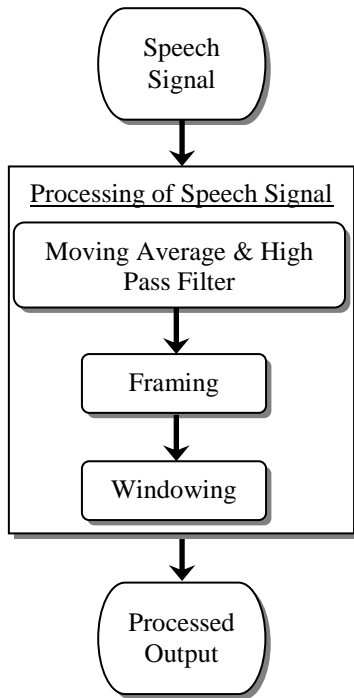 Speech
Signal
Processing of Speech Signal
Moving Average & High
Pass Filter
Framing
Windowing
Processed
Output